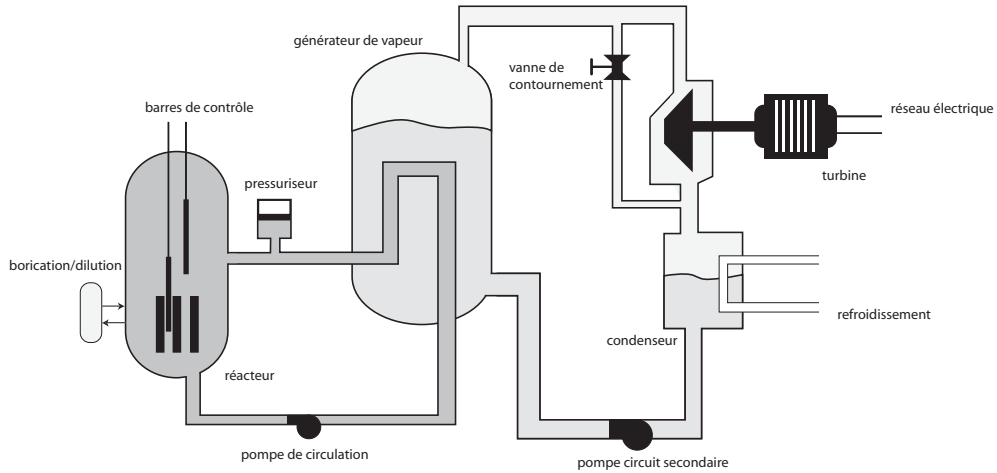 générateur de vapeur
vanne de
contournement
barres de contrôle
réseau électrique
turbine
pressuriseur
borication/dilution
refroidissement
condenseur
réacteur
pompe de circulation
pompe circuit secondaire